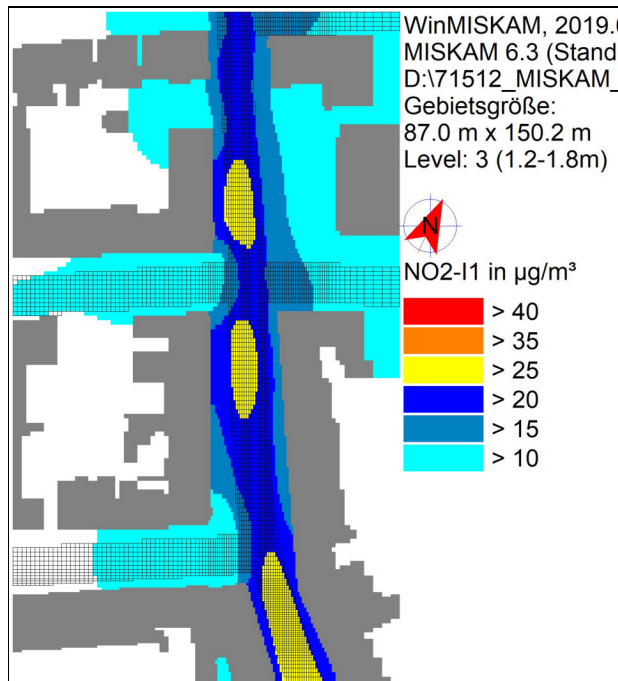 WinMISKAM, 2019.
MISKAM 6.3 (Stand
D:\71512_MISKAM_
Gebietsgröße:
87.0 m x 150.2 m
Level: 3 (1.2-1.8m)
N
NO2-I1 in µg/m³
> 40
> 35
> 25
> 20
> 15
> 10